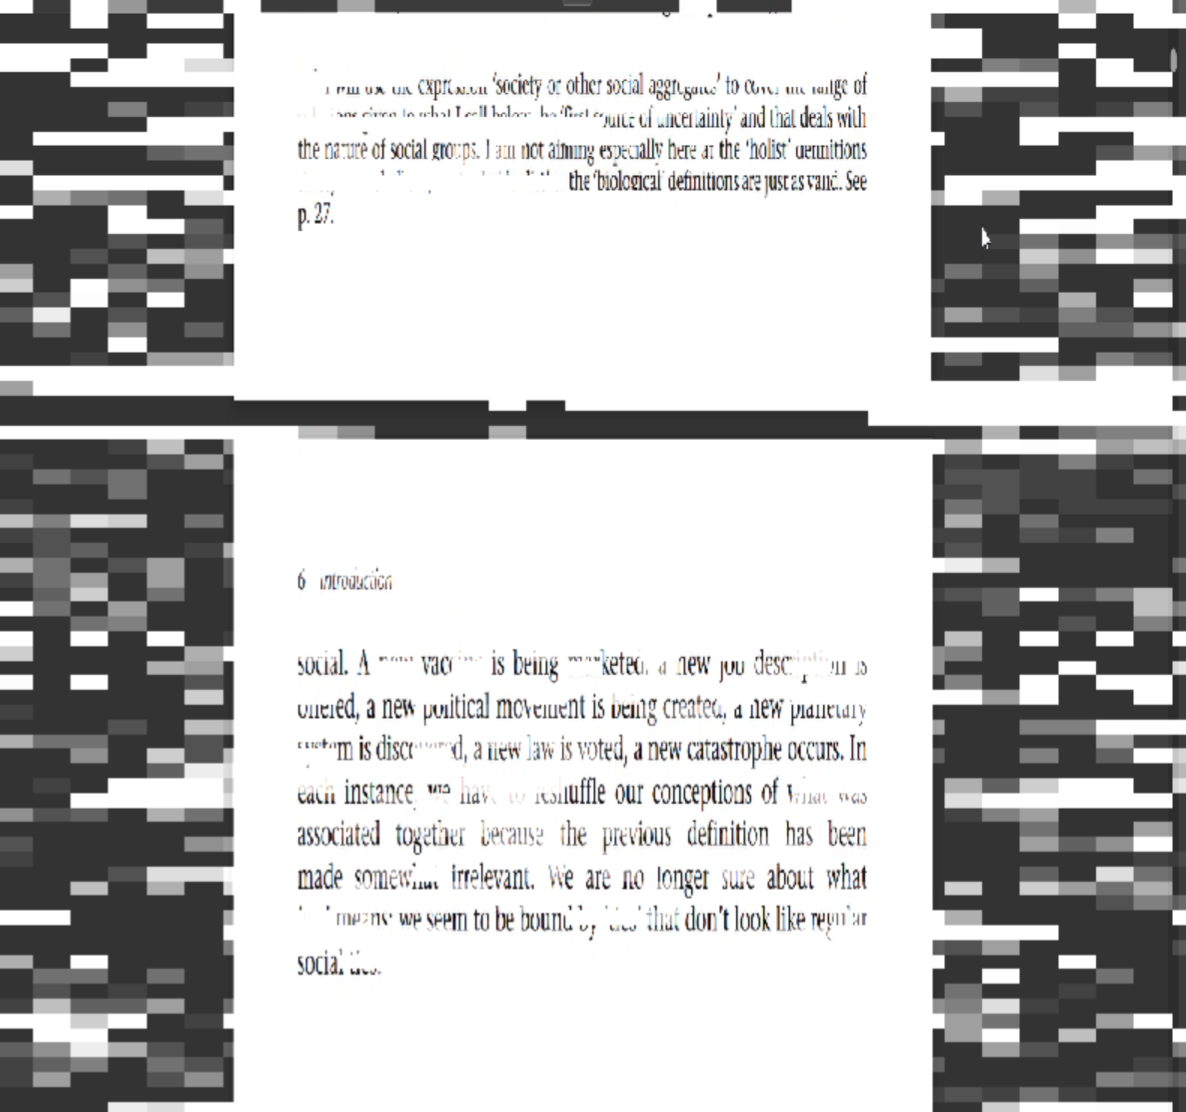 I will use the expression 'society or other social aggregates' to cover the range of
given to what I call below the 'first source of uncertainty' and that deals with
the nature of social groups. I am not aiming especially here at the 'holist' definitions
the 'biological' definitions are just as valid. See
p. 27.
6 Introduction
social. A new vaccine is being marketed, a new job description is
offered, a new political movement is being created, a new planetary
system is discovered, a new law is voted, a new catastrophe occurs. In
each instance, we have to reshuffle our conceptions of what was
associated together because the previous definition has been
made somewhat irrelevant. We are no longer sure about what
means; we seem to be bound by 'ties' that don't look like regular
social ties.